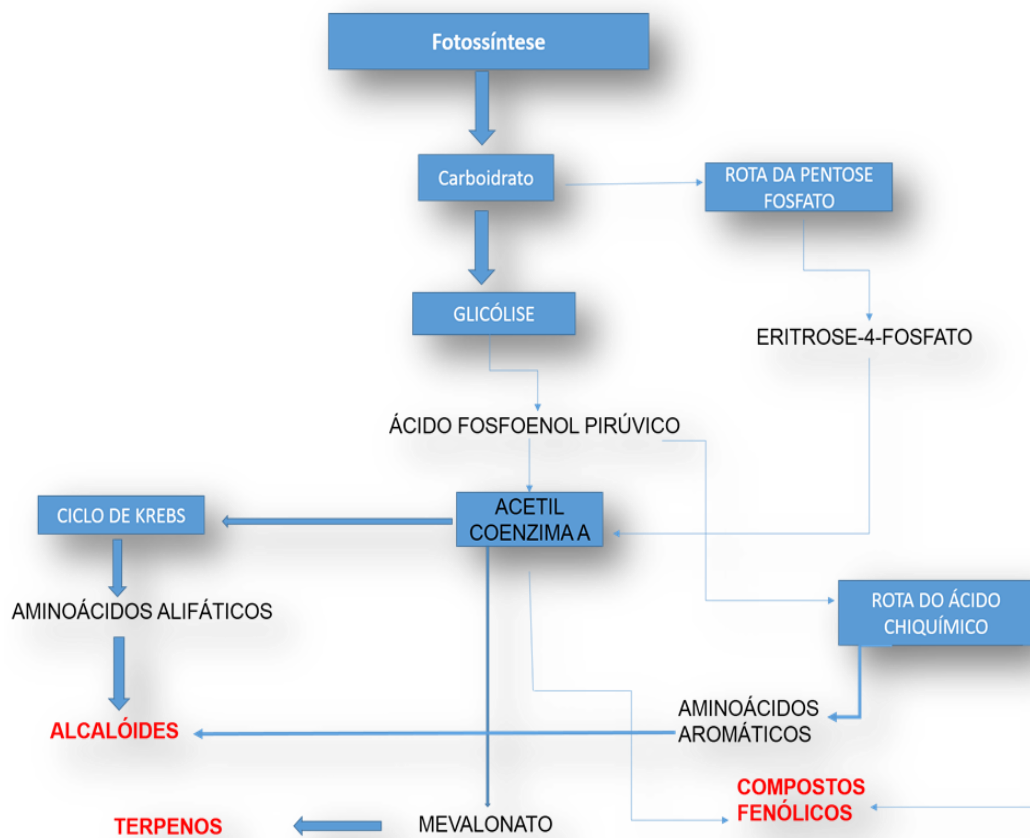 Fotossíntese
Carboidrato
ROTA DA PENTOSE
FOSFATO
GLICÓLISE
ERITROSE-4-FOSFATO
ÁCIDO FOSFOENOL PIRÚVICO
ACETIL
COENZIMA A
CICLO DE KREBS
AMINOÁCIDOS ALIFÁTICOS
ROTA DO ÁCIDO
CHIQUÍMICO
ALCALÓIDES
AMINOÁCIDOS
AROMÁTICOS
COMPOSTOS
FENÓLICOS
TERPENOS
MEVALONATO